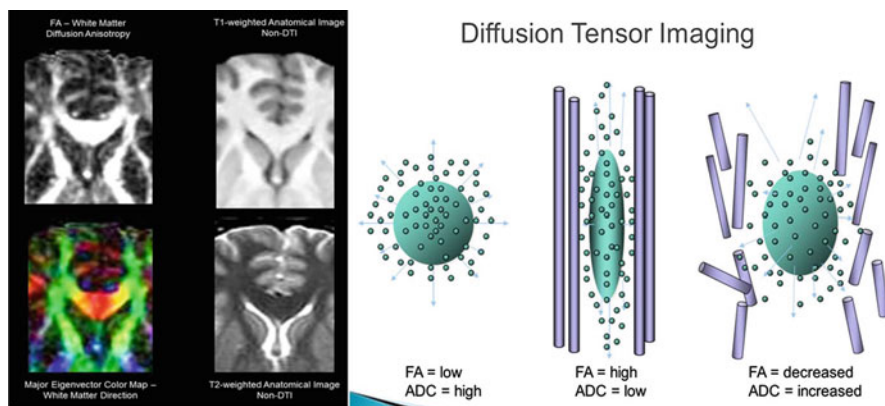 FA – White Matter
Diffusion Anisotropy
T1-weighted Anatomical Image
Non-DTI
Major Eigenvector Color Map –
White Matter Direction
T2-weighted Anatomical Image
Non-DTI
Diffusion Tensor Imaging
FA = low
ADC = high
FA = high
ADC = low
FA = decreased
ADC = increased